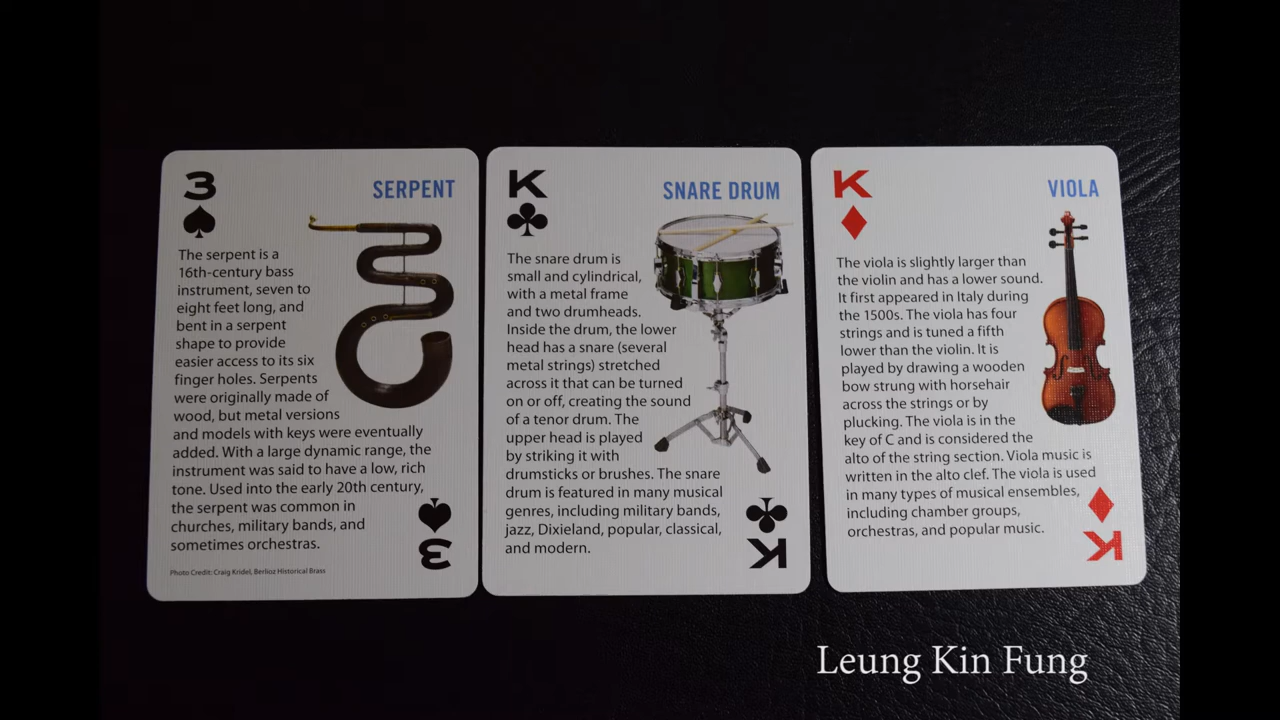 3
SERPENT
The serpent is a
16th-century bass
instrument, seven to
eight feet long, and
bent in a serpent
shape to provide
easier access to its six
finger holes. Serpents
were originally made of
wood, but metal versions
and models with keys were eventually
added. With a large dynamic range, the
instrument was said to have a low, rich
tone. Used into the early 20th century,
the serpent was common in
churches, military bands, and
sometimes orchestras.
Photo Credit: Craig Kridel, Berlioz Historical Brass
3
K
SNARE DRUM
The snare drum is
small and cylindrical,
with a metal frame
and two drumheads.
Inside the drum, the lower
head has a snare (several
metal strings) stretched
across it that can be turned
on or off, creating the sound
of a tenor drum. The
upper head is played
by striking it with
drumsticks or brushes. The snare
drum is featured in many musical
genres, including military bands,
jazz, Dixieland, popular, classical,
and modern.
K
K
VIOLA
The viola is slightly larger than
the violin and has a lower sound.
It first appeared in Italy during
the 1500s. The viola has four
strings and is tuned a fifth
lower than the violin. It is
played by drawing a wooden
bow strung with horsehair
across the strings or by
plucking. The viola is in the
key of C and is considered the
alto of the string section. Viola music is
written in the alto clef. The viola is used
in many types of musical ensembles,
including chamber groups,
orchestras, and popular music.
K
Leung Kin Fung